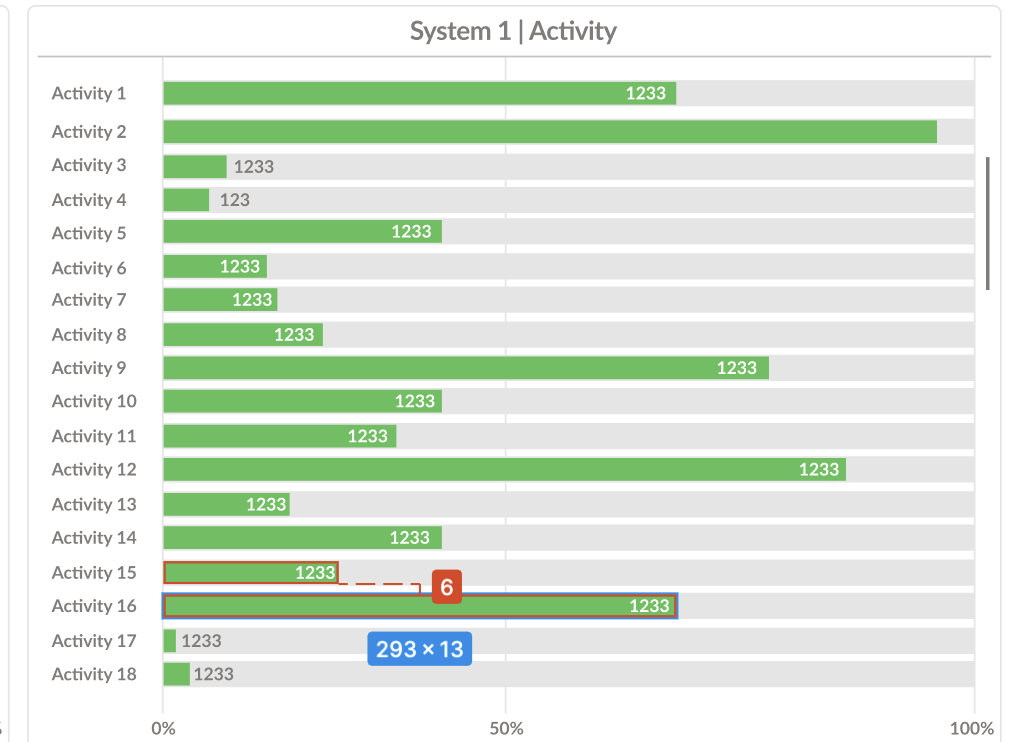 System 1 | Activity
Activity 1 1233
Activity 2
Activity 3 1233
Activity 4 123
Activity 5 1233
Activity 6 1233
Activity 7 1233
Activity 8 1233
Activity 9 1233
Activity 10 1233
Activity 11 1233
Activity 12 1233
Activity 13 1233
Activity 14 1233
Activity 15 1233
6
Activity 16 1233
Activity 17 1233
293 × 13
Activity 18 1233
0% 50% 100%